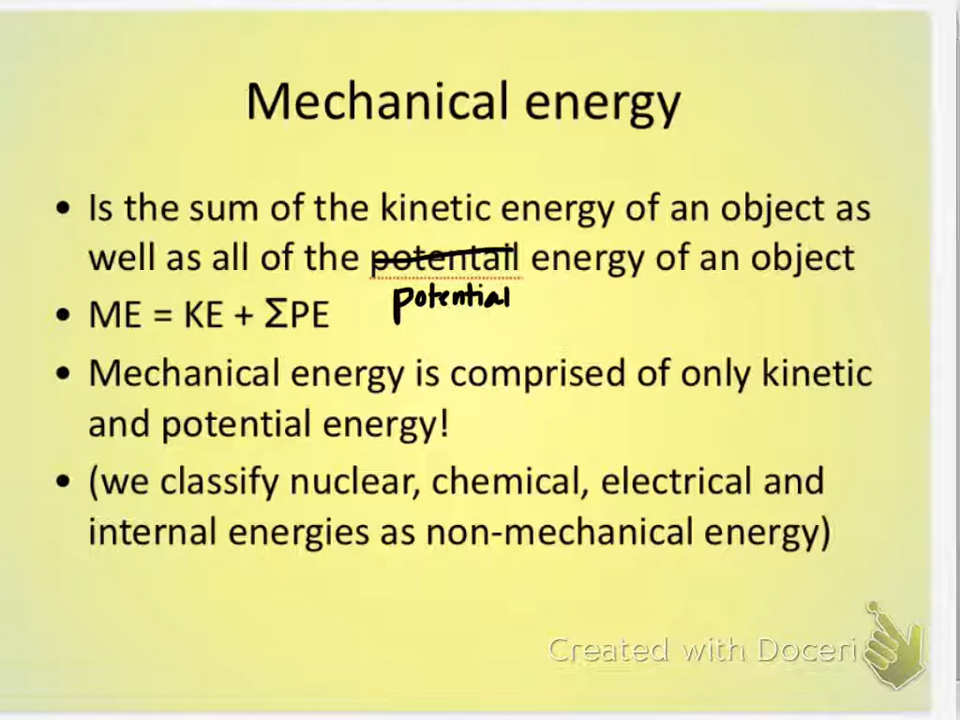 Mechanical energy
• Is the sum of the kinetic energy of an object as
well as all of the potentail energy of an object
potential
• ME = KE + ΣPE
• Mechanical energy is comprised of only kinetic
and potential energy!
• (we classify nuclear, chemical, electrical and
internal energies as non-mechanical energy)
Created with Doceri